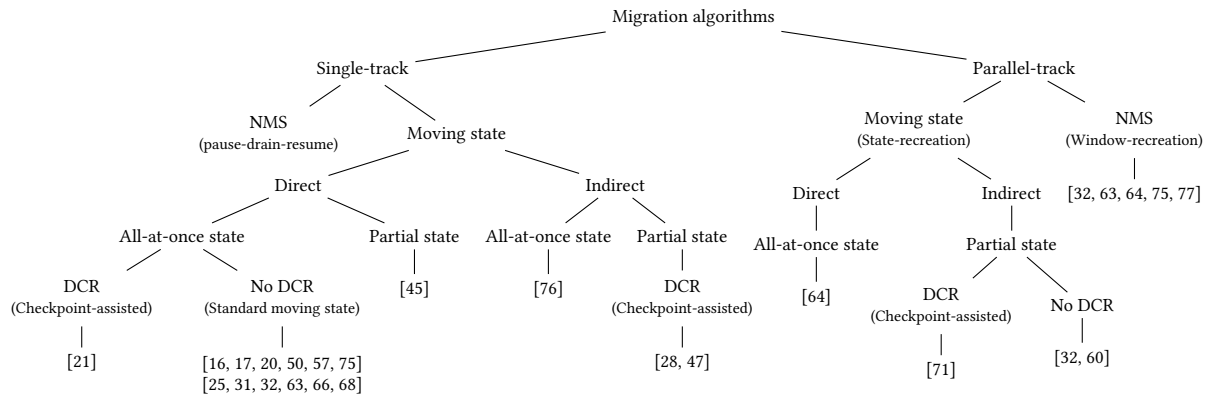 Migration algorithms
Single-track
Parallel-track
NMS
(pause-drain-resume)
Moving state
Moving state
(State-recreation)
NMS
(Window-recreation)
Direct
Indirect
Direct
Indirect
[32, 63, 64, 75, 77]
All-at-once state
Partial state
All-at-once state
Partial state
All-at-once state
Partial state
DCR
(Checkpoint-assisted)
No DCR
(Standard moving state)
[45]
[76]
DCR
(Checkpoint-assisted)
[64]
DCR
(Checkpoint-assisted)
No DCR
[21]
[16, 17, 20, 50, 57, 75]
[25, 31, 32, 63, 66, 68]
[28, 47]
[71]
[32, 60]